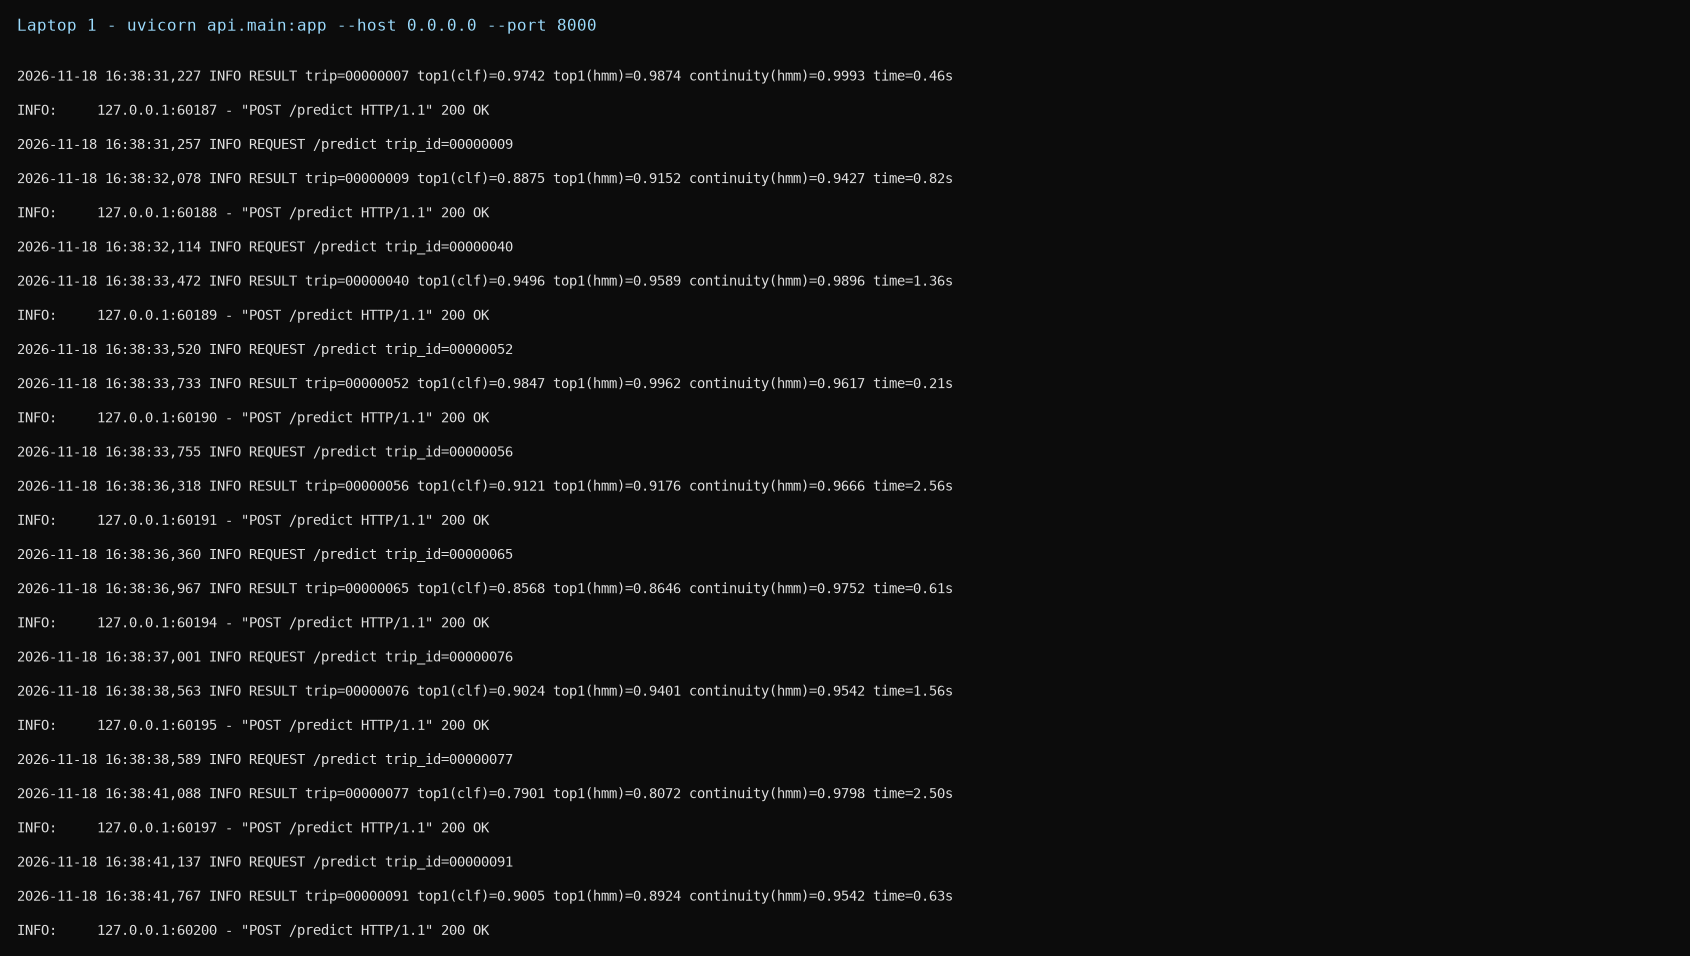 Laptop 1 - uvicorn api.main:app --host 0.0.0.0 --port 8000
2026-11-18 16:38:31,227 INFO RESULT trip=00000007 top1(clf)=0.9742 top1(hmm)=0.9874 continuity(hmm)=0.9993 time=0.46s
INFO:     127.0.0.1:60187 - "POST /predict HTTP/1.1" 200 OK
2026-11-18 16:38:31,257 INFO REQUEST /predict trip_id=00000009
2026-11-18 16:38:32,078 INFO RESULT trip=00000009 top1(clf)=0.8875 top1(hmm)=0.9152 continuity(hmm)=0.9427 time=0.82s
INFO:     127.0.0.1:60188 - "POST /predict HTTP/1.1" 200 OK
2026-11-18 16:38:32,114 INFO REQUEST /predict trip_id=00000040
2026-11-18 16:38:33,472 INFO RESULT trip=00000040 top1(clf)=0.9496 top1(hmm)=0.9589 continuity(hmm)=0.9896 time=1.36s
INFO:     127.0.0.1:60189 - "POST /predict HTTP/1.1" 200 OK
2026-11-18 16:38:33,520 INFO REQUEST /predict trip_id=00000052
2026-11-18 16:38:33,733 INFO RESULT trip=00000052 top1(clf)=0.9847 top1(hmm)=0.9962 continuity(hmm)=0.9617 time=0.21s
INFO:     127.0.0.1:60190 - "POST /predict HTTP/1.1" 200 OK
2026-11-18 16:38:33,755 INFO REQUEST /predict trip_id=00000056
2026-11-18 16:38:36,318 INFO RESULT trip=00000056 top1(clf)=0.9121 top1(hmm)=0.9176 continuity(hmm)=0.9666 time=2.56s
INFO:     127.0.0.1:60191 - "POST /predict HTTP/1.1" 200 OK
2026-11-18 16:38:36,360 INFO REQUEST /predict trip_id=00000065
2026-11-18 16:38:36,967 INFO RESULT trip=00000065 top1(clf)=0.8568 top1(hmm)=0.8646 continuity(hmm)=0.9752 time=0.61s
INFO:     127.0.0.1:60194 - "POST /predict HTTP/1.1" 200 OK
2026-11-18 16:38:37,001 INFO REQUEST /predict trip_id=00000076
2026-11-18 16:38:38,563 INFO RESULT trip=00000076 top1(clf)=0.9024 top1(hmm)=0.9401 continuity(hmm)=0.9542 time=1.56s
INFO:     127.0.0.1:60195 - "POST /predict HTTP/1.1" 200 OK
2026-11-18 16:38:38,589 INFO REQUEST /predict trip_id=00000077
2026-11-18 16:38:41,088 INFO RESULT trip=00000077 top1(clf)=0.7901 top1(hmm)=0.8072 continuity(hmm)=0.9798 time=2.50s
INFO:     127.0.0.1:60197 - "POST /predict HTTP/1.1" 200 OK
2026-11-18 16:38:41,137 INFO REQUEST /predict trip_id=00000091
2026-11-18 16:38:41,767 INFO RESULT trip=00000091 top1(clf)=0.9005 top1(hmm)=0.8924 continuity(hmm)=0.9542 time=0.63s
INFO:     127.0.0.1:60200 - "POST /predict HTTP/1.1" 200 OK